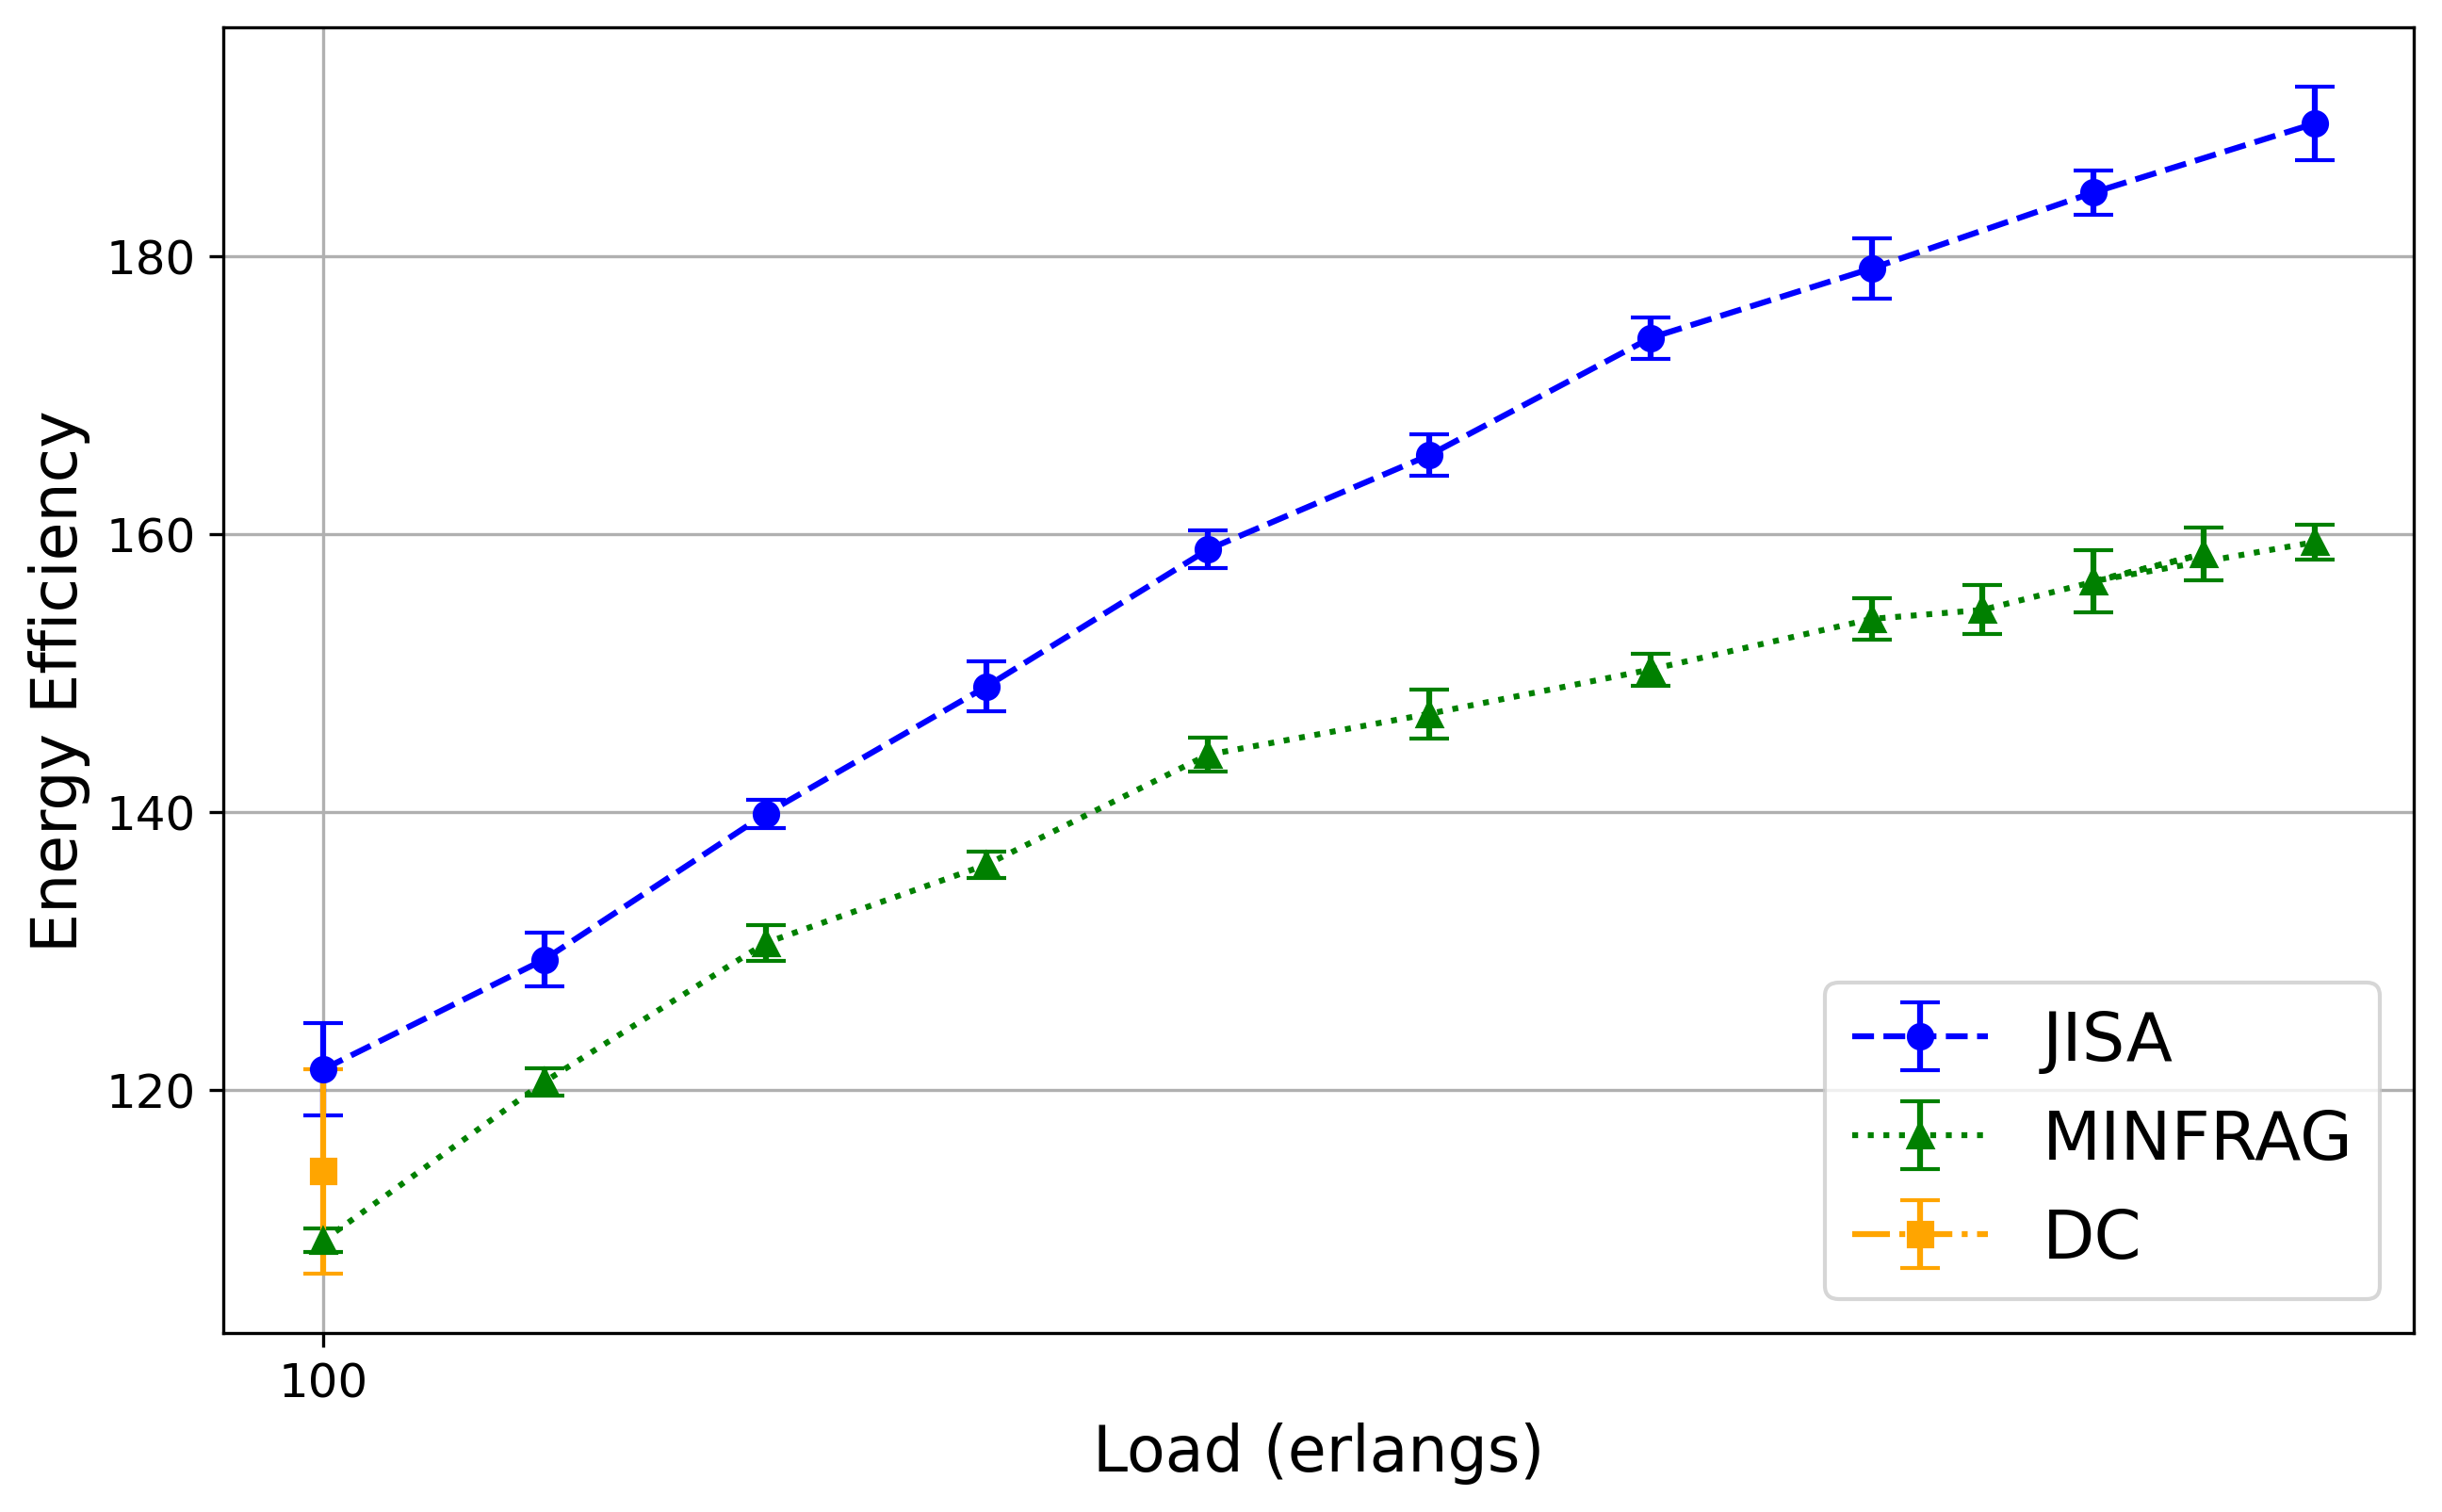 Energy Efficiency
180
160
140
120
100
Load (erlangs)
JISA
MINFRAG
DC